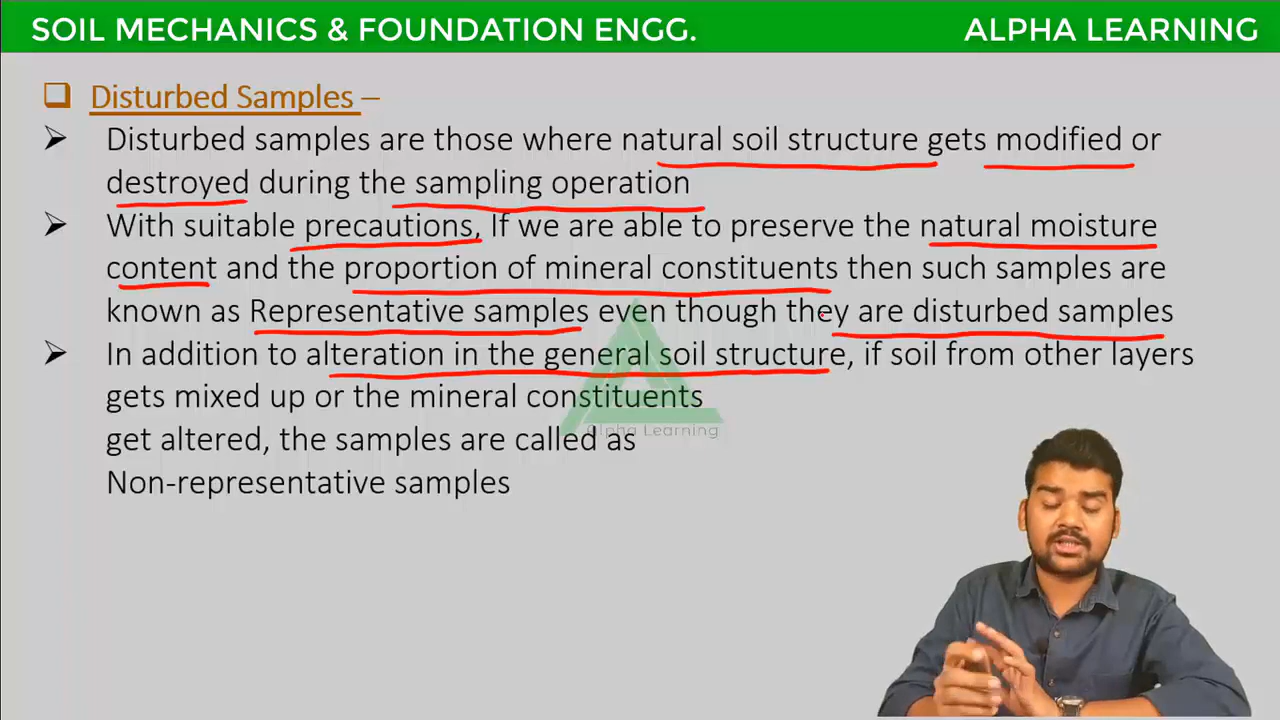 SOIL MECHANICS & FOUNDATION ENGG.
ALPHA LEARNING
Disturbed Samples –
Disturbed samples are those where natural soil structure gets modified or
destroyed during the sampling operation
With suitable precautions, If we are able to preserve the natural moisture
content and the proportion of mineral constituents then such samples are
known as Representative samples even though they are disturbed samples
In addition to alteration in the general soil structure, if soil from other layers
gets mixed up or the mineral constituents
get altered, the samples are called as
Non-representative samples
Alpha Learning